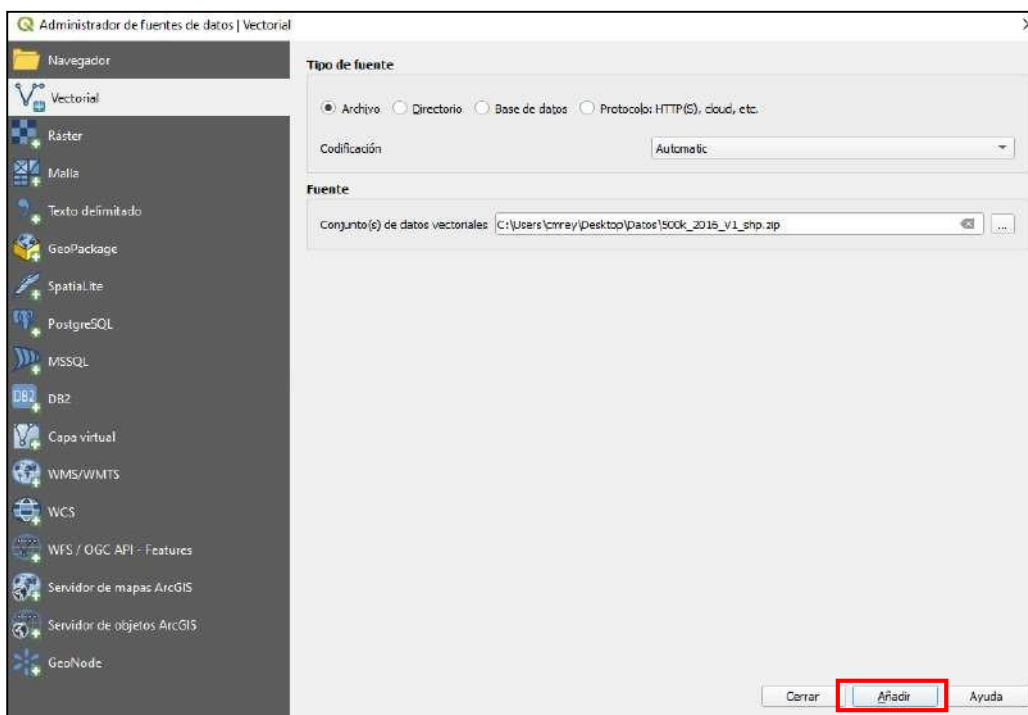 Administrador de fuentes de datos | Vectorial
Navegador
Vectorial
Ráster
Malla
Texto delimitado
GeoPackage
SpatiaLite
PostgreSQL
MSSQL
DB2
DB2
Capa virtual
WMS/WMTS
WCS
WFS / OGC API - Features
Servidor de mapas ArcGIS
Servidor de objetos ArcGIS
GeoNode
Tipo de fuente
Archivo Directorio Base de datos Protocolo: HTTP(S), cloud, etc.
Codificación Automatic
Fuente
Conjunto(s) de datos vectoriales C:\Users\cmrey\Desktop\Datos\500k_2016_V1_shp.zip ...
Cerrar Añadir Ayuda